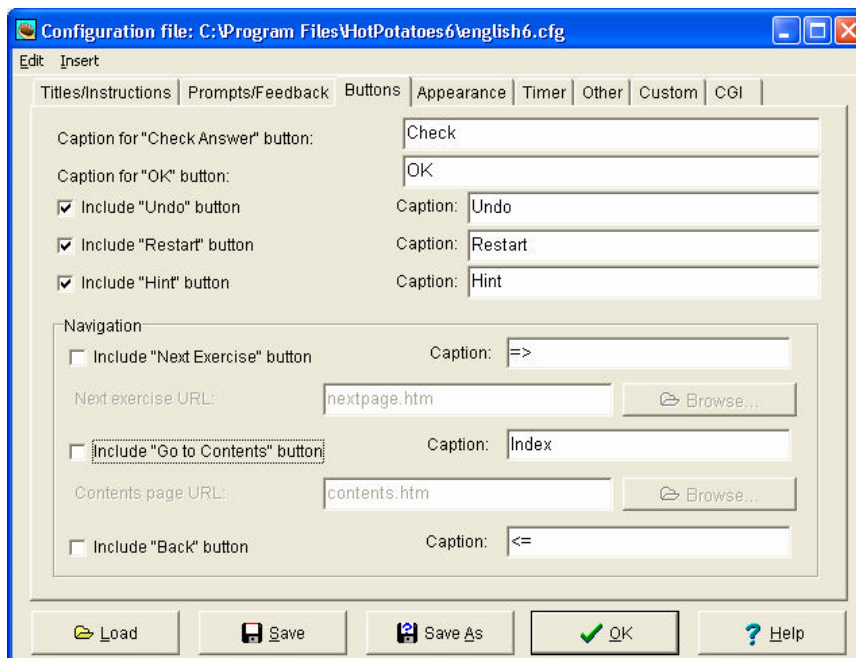 Configuration file: C:\Program Files\HotPotatoes6\english6.cfg
Edit Insert
Titles/Instructions Prompts/Feedback Buttons Appearance Timer Other Custom CGI
Caption for "Check Answer" button: Check
Caption for "OK" button: OK
Include "Undo" button Caption: Undo
Include "Restart" button Caption: Restart
Include "Hint" button Caption: Hint
Navigation
Include "Next Exercise" button Caption: =>
Next exercise URL: nextpage.htm Browse...
Include "Go to Contents" button Caption: Index
Contents page URL: contents.htm Browse...
Include "Back" button Caption: <=
Load Save Save As OK Help